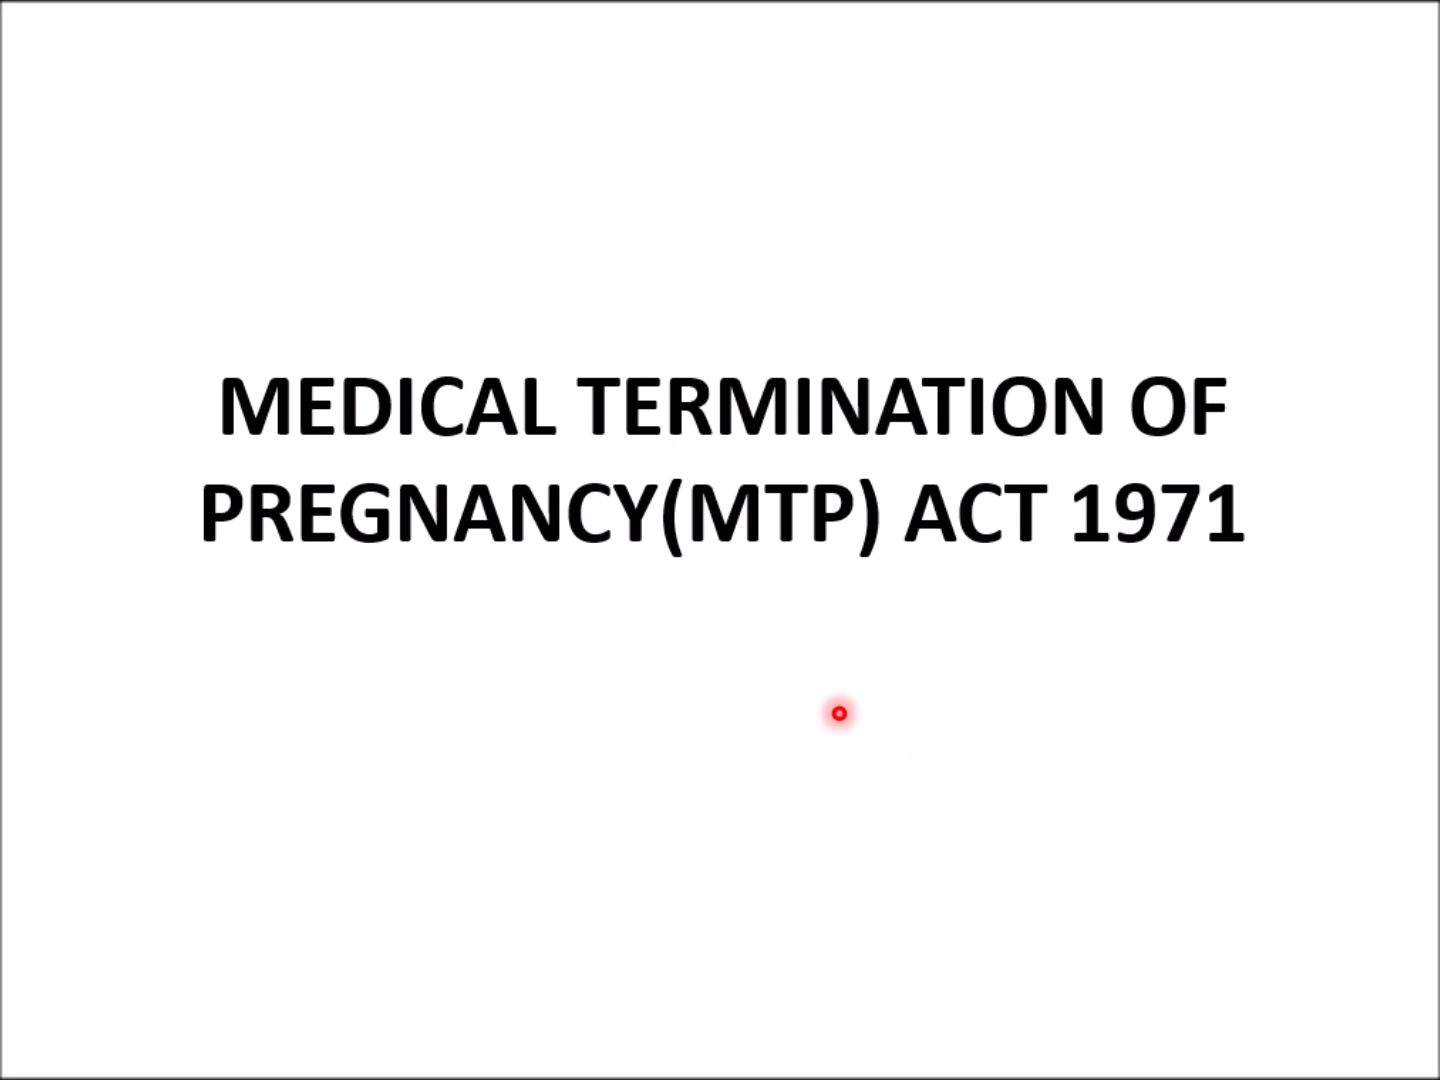 MEDICAL TERMINATION OF
PREGNANCY(MTP) ACT 1971